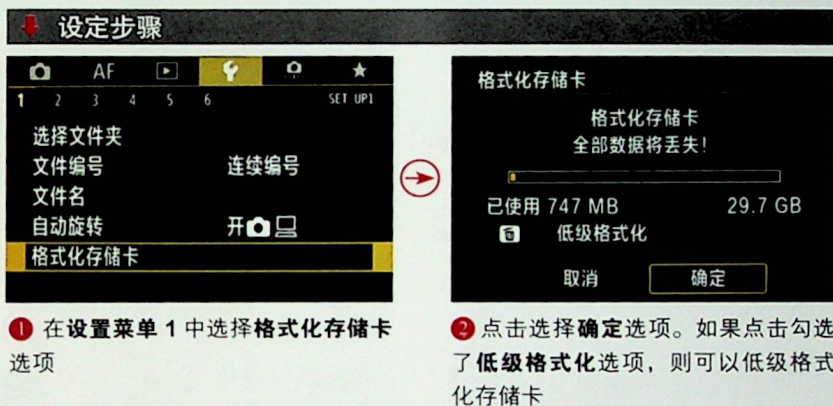 设定步骤
AF
1 2 3 4 5 6 SET UP1
选择文件夹
文件编号 连续编号
文件名
自动旋转 开
格式化存储卡
格式化存储卡
格式化存储卡
全部数据将丢失!
已使用 747 MB 29.7 GB
低级格式化
取消 确定
❶ 在设置菜单 1 中选择格式化存储卡
选项
❷ 点击选择确定选项。如果点击勾选
了低级格式化选项,则可以低级格式
化存储卡